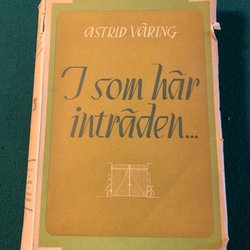 ASTRID VÄRING
I som här
inträden...